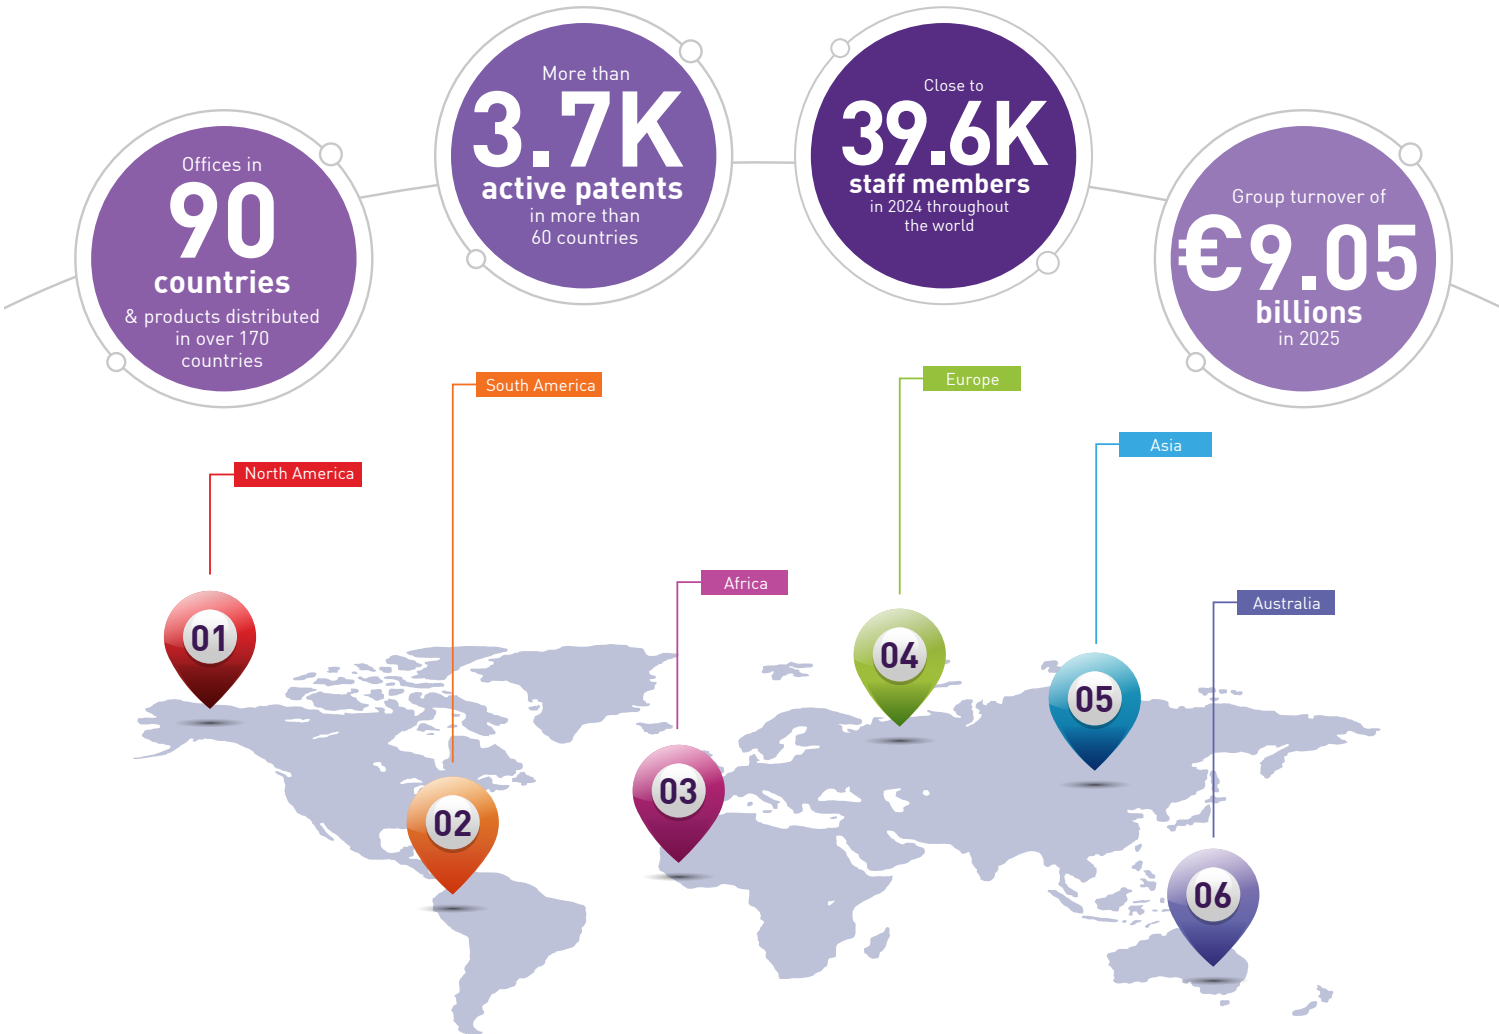 Offices in
90
countries
& products distributed
in over 170
countries
More than
3.7K
active patents
in more than
60 countries
Close to
39.6K
staff members
in 2024 throughout
the world
Group turnover of
€9.05
billions
in 2025
South America
Europe
Asia
North America
Africa
Australia
01
02
03
04
05
06